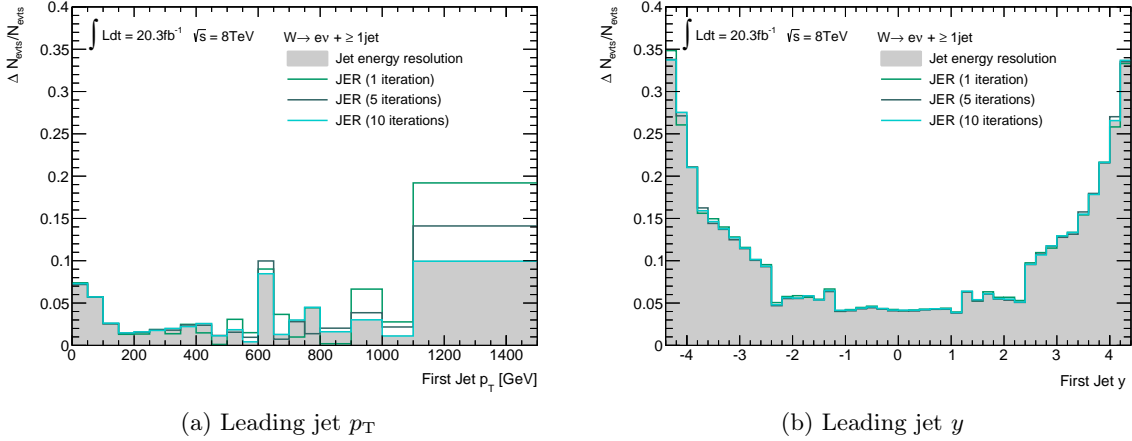 Δ N_evts/N_evts
0.4
0.35
0.3
0.25
0.2
0.15
0.1
0.05
0
∫ Ldt = 20.3fb⁻¹ √s = 8TeV
W→ eν + ≥ 1jet
Jet energy resolution
JER (1 iteration)
JER (5 iterations)
JER (10 iterations)
0 200 400 600 800 1000 1200 1400
First Jet p_T [GeV]
(a) Leading jet p_T
Δ N_evts/N_evts
0.4
0.35
0.3
0.25
0.2
0.15
0.1
0.05
0
∫ Ldt = 20.3fb⁻¹ √s = 8TeV
W→ eν + ≥ 1jet
Jet energy resolution
JER (1 iteration)
JER (5 iterations)
JER (10 iterations)
-4 -3 -2 -1 0 1 2 3 4
First Jet y
(b) Leading jet y